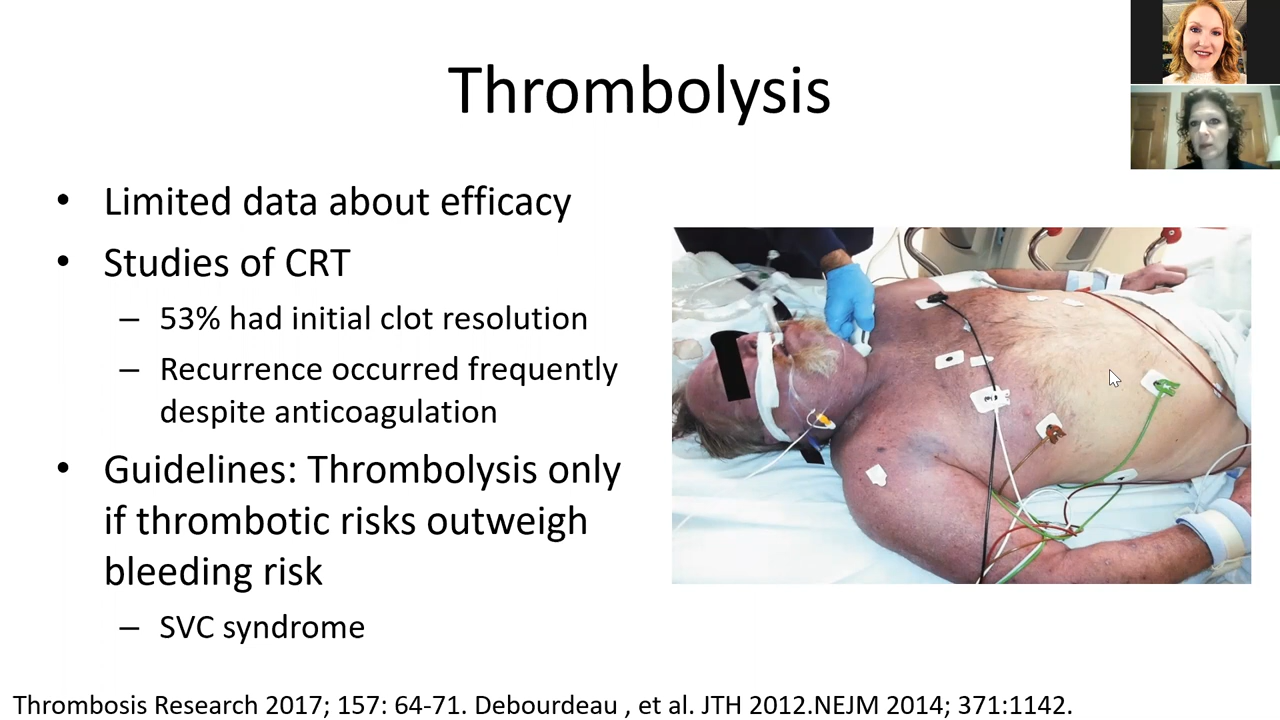 Thrombolysis
• Limited data about efficacy
• Studies of CRT
– 53% had initial clot resolution
– Recurrence occurred frequently
despite anticoagulation
• Guidelines: Thrombolysis only
if thrombotic risks outweigh
bleeding risk
– SVC syndrome
Thrombosis Research 2017; 157: 64-71. Debourdeau , et al. JTH 2012.NEJM 2014; 371:1142.